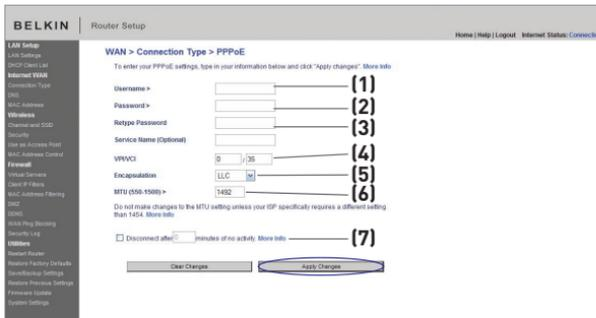 BELKIN
Router Setup
Home | Help | Logout Internet Status: Connectio
LAN Setup
LAN Settings
DHCP Client List
Internet WAN
Connection Type
DNS
MAC Address
Wireless
Channel and SSID
Security
Use as Access Point
MAC Address Control
Firewall
Virtual Servers
Client IP Filters
MAC Address Filtering
DMZ
DDNS
WAN Ping Blocking
Security Log
Utilities
Restart Router
Restore Factory Defaults
Save/Backup Settings
Restore Previous Settings
Firmware Update
System Settings
WAN > Connection Type > PPPoE
To enter your PPPoE settings, type in your information below and click "Apply changes". More Info
Username > (1)
Password > (2)
Retype Password (3)
Service Name (Optional)
VPI/VCI 0 / 35 (4)
Encapsulation LLC (5)
MTU (550-1500) > 1492 (6)
Do not make changes to the MTU setting unless your ISP specifically requires a different setting
than 1454. More Info
Disconnect after 0 minutes of no activity. More Info (7)
Clear Changes Apply Changes